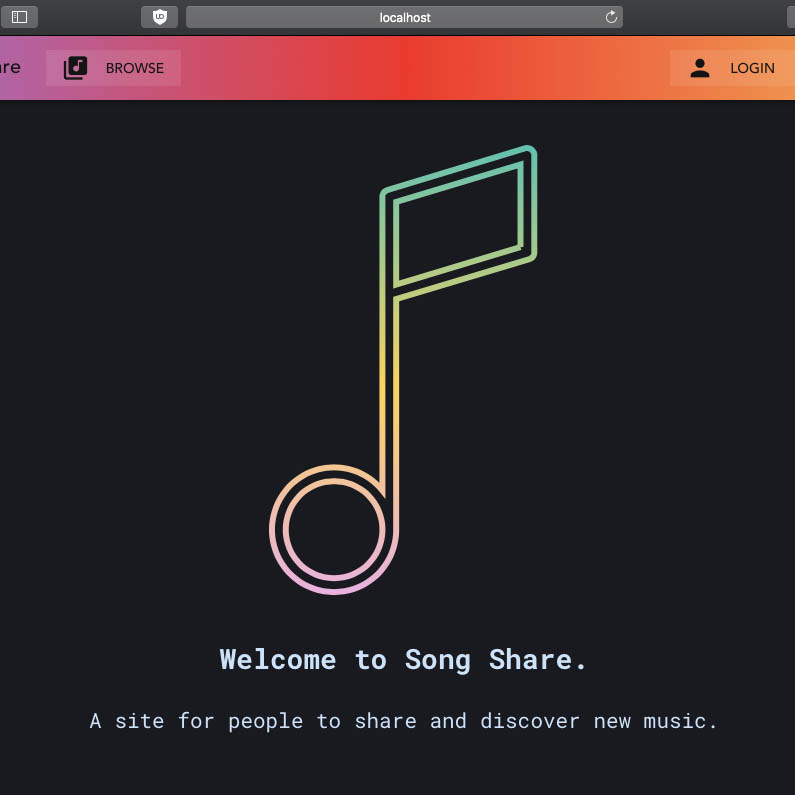 localhost
are BROWSE LOGIN
Welcome to Song Share.
A site for people to share and discover new music.